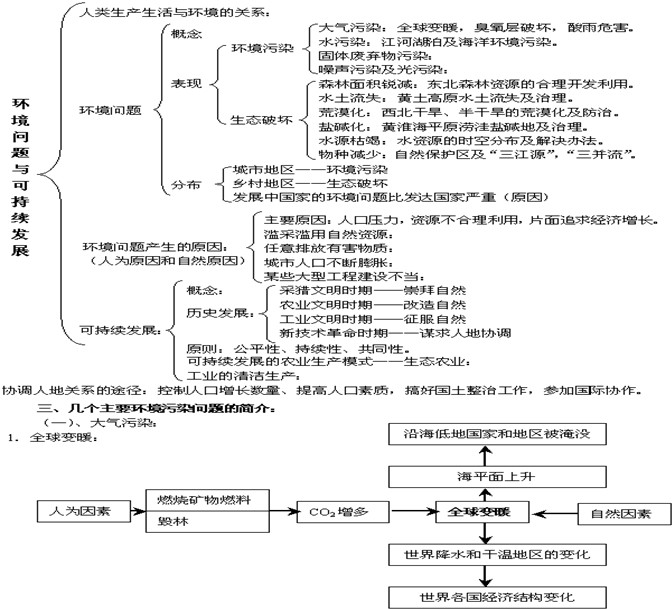 人类生产生活与环境的关系：
概念
大气污染：全球变暖，臭氧层破坏，酸雨危害。
环境污染
水污染：江河湖泊及海洋环境污染。
固体废弃物污染：
噪声污染及光污染：
表现
森林面积锐减：东北森林资源的合理开发利用。
水土流失：黄土高原水土流失及治理。
环境问题
荒漠化：西北干旱、半干旱的荒漠化及防治。
生态破坏
盐碱化：黄淮海平原涝洼盐碱地及治理。
水源枯竭：水资源的时空分布及解决办法。
物种减少：自然保护区及“三江源”，“三并流”。
城市地区——环境污染
分布
乡村地区——生态破坏
发展中国家的环境问题比发达国家严重（原因）
环境问题与可持续发展
主要原因：人口压力，资源不合理利用，片面追求经济增长。
滥采滥用自然资源：
环境问题产生的原因：
任意排放有害物质：
（人为原因和自然原因）
城市人口不断膨胀：
某些大型工程建设不当：
概念：
采猎文明时期——崇拜自然
农业文明时期——改造自然
历史发展：
工业文明时期——征服自然
可持续发展：
新技术革命时期——谋求人地协调
原则：公平性、持续性、共同性。
可持续发展的农业生产模式——生态农业：
工业的清洁生产：
协调人地关系的途径：控制人口增长数量、提高人口素质，搞好国土整治工作，参加国际协作。
三、几个主要环境污染问题的简介：
（一）、大气污染：
1. 全球变暖：
沿海低地国家和地区被淹没
海平面上升
人为因素
燃烧矿物燃料
毁林
CO₂增多
全球变暖
自然因素
世界降水和干温地区的变化
世界各国经济结构变化